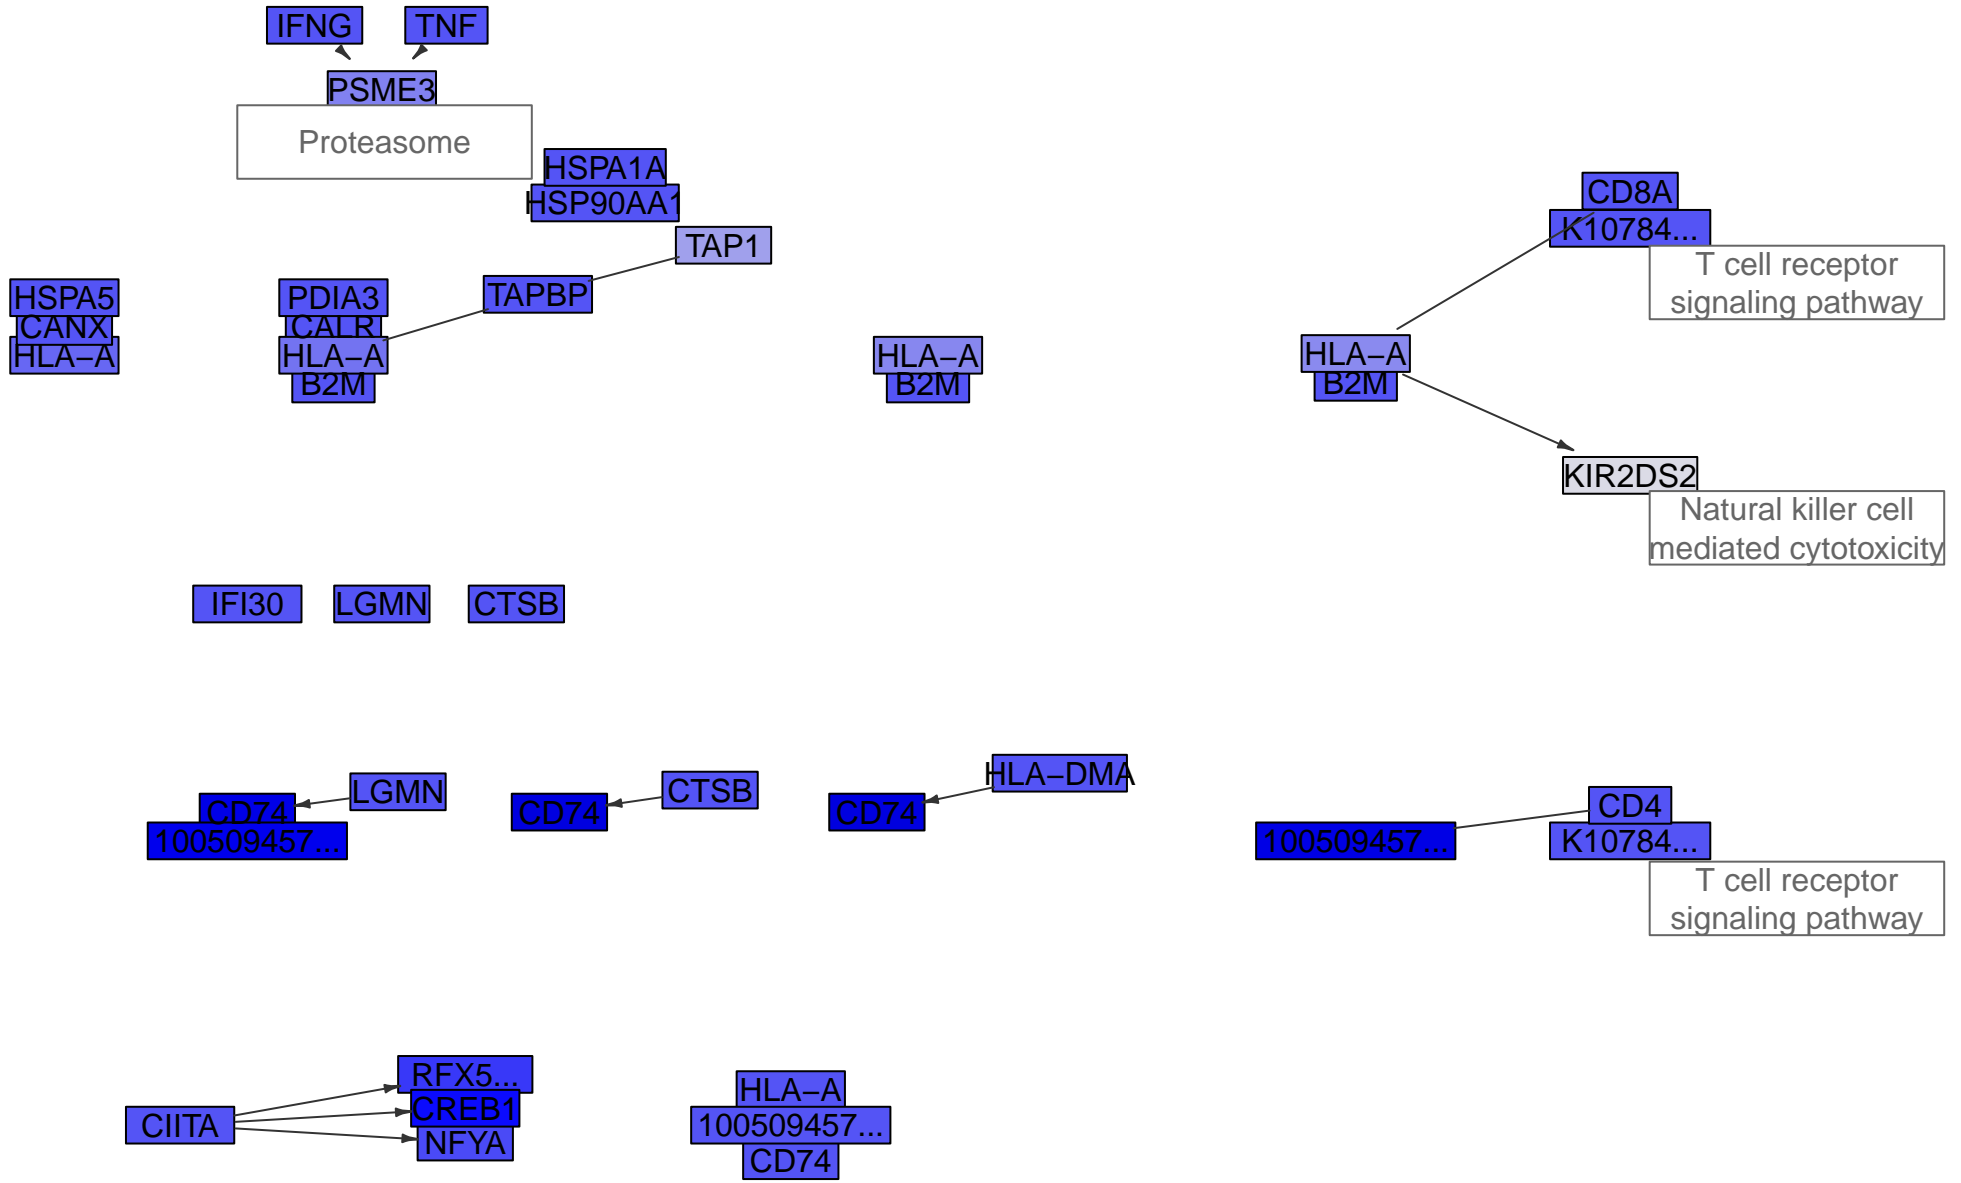 IFNG
TNF
PSME3
Proteasome
HSPA1A
HSP90AA1
TAP1
TAPBP
HSPA5
CANX
HLA−A
PDIA3
CALR
HLA−A
B2M
HLA−A
B2M
CD8A
K10784...
T cell receptor
signaling pathway
HLA−A
B2M
KIR2DS2
Natural killer cell
mediated cytotoxicity
IFI30
LGMN
CTSB
CD74
100509457...
LGMN
CD74
CTSB
CD74
HLA−DMA
100509457...
CD4
K10784...
T cell receptor
signaling pathway
CIITA
RFX5...
CREB1
NFYA
HLA−A
100509457...
CD74